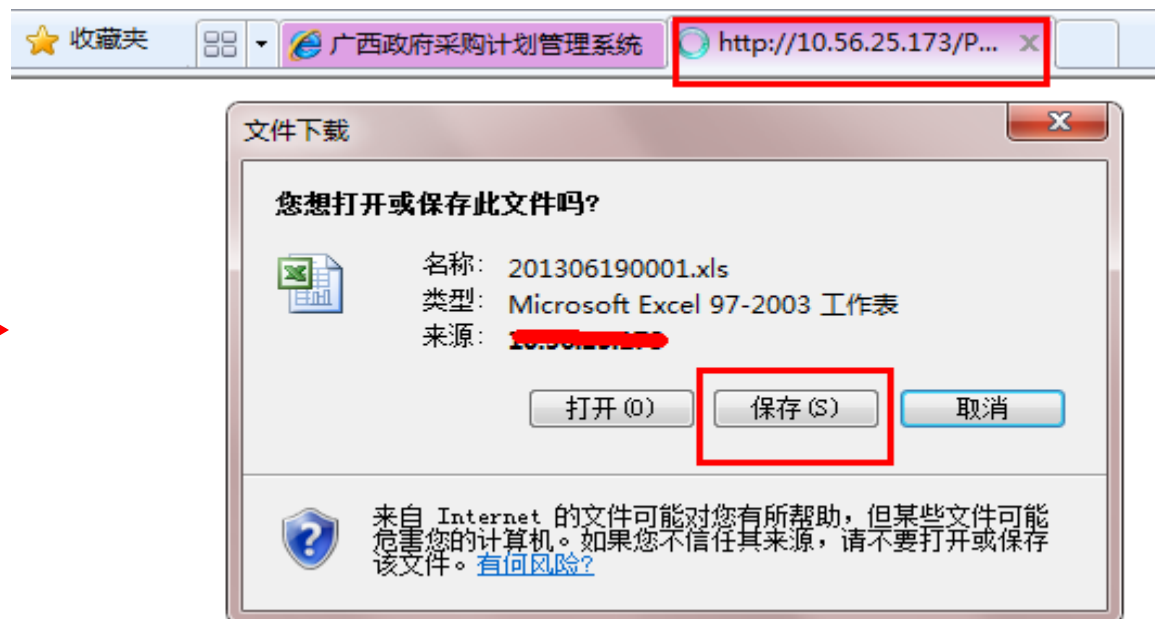 收藏夹
广西政府采购计划管理系统
http://10.56.25.173/P...
文件下载
您想打开或保存此文件吗?
名称: 201306190001.xls
类型: Microsoft Excel 97-2003 工作表
来源:
打开(O) 保存(S) 取消
来自 Internet 的文件可能对您有所帮助，但某些文件可能
危害您的计算机。如果您不信任其来源，请不要打开或保存
该文件。有何风险?